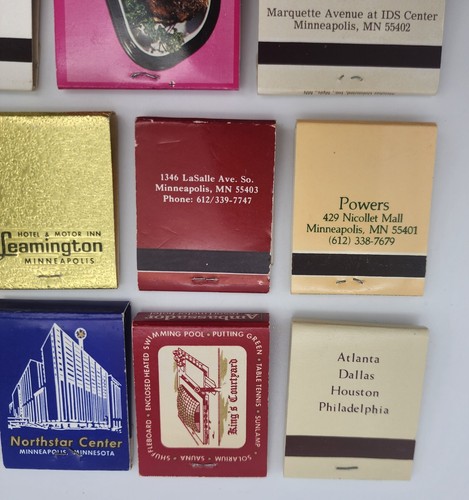 Marquette Avenue at IDS Center
Minneapolis, MN 55402
HOTEL & MOTOR INN
Leamington
MINNEAPOLIS
1346 LaSalle Ave. So.
Minneapolis, MN 55403
Phone: 612/339-7747
Powers
429 Nicollet Mall
Minneapolis, MN 55401
(612) 338-7679
Northstar Center
MINNEAPOLIS, MINNESOTA
Ambassador
SHUFFLEBOARD • ENCLOSED HEATED SWIMMING POOL • PUTTING GREEN • TABLE TENNIS • SUNLAMP • SOLARIUM • SAUNA •
King's Courtyard
Atlanta
Dallas
Houston
Philadelphia